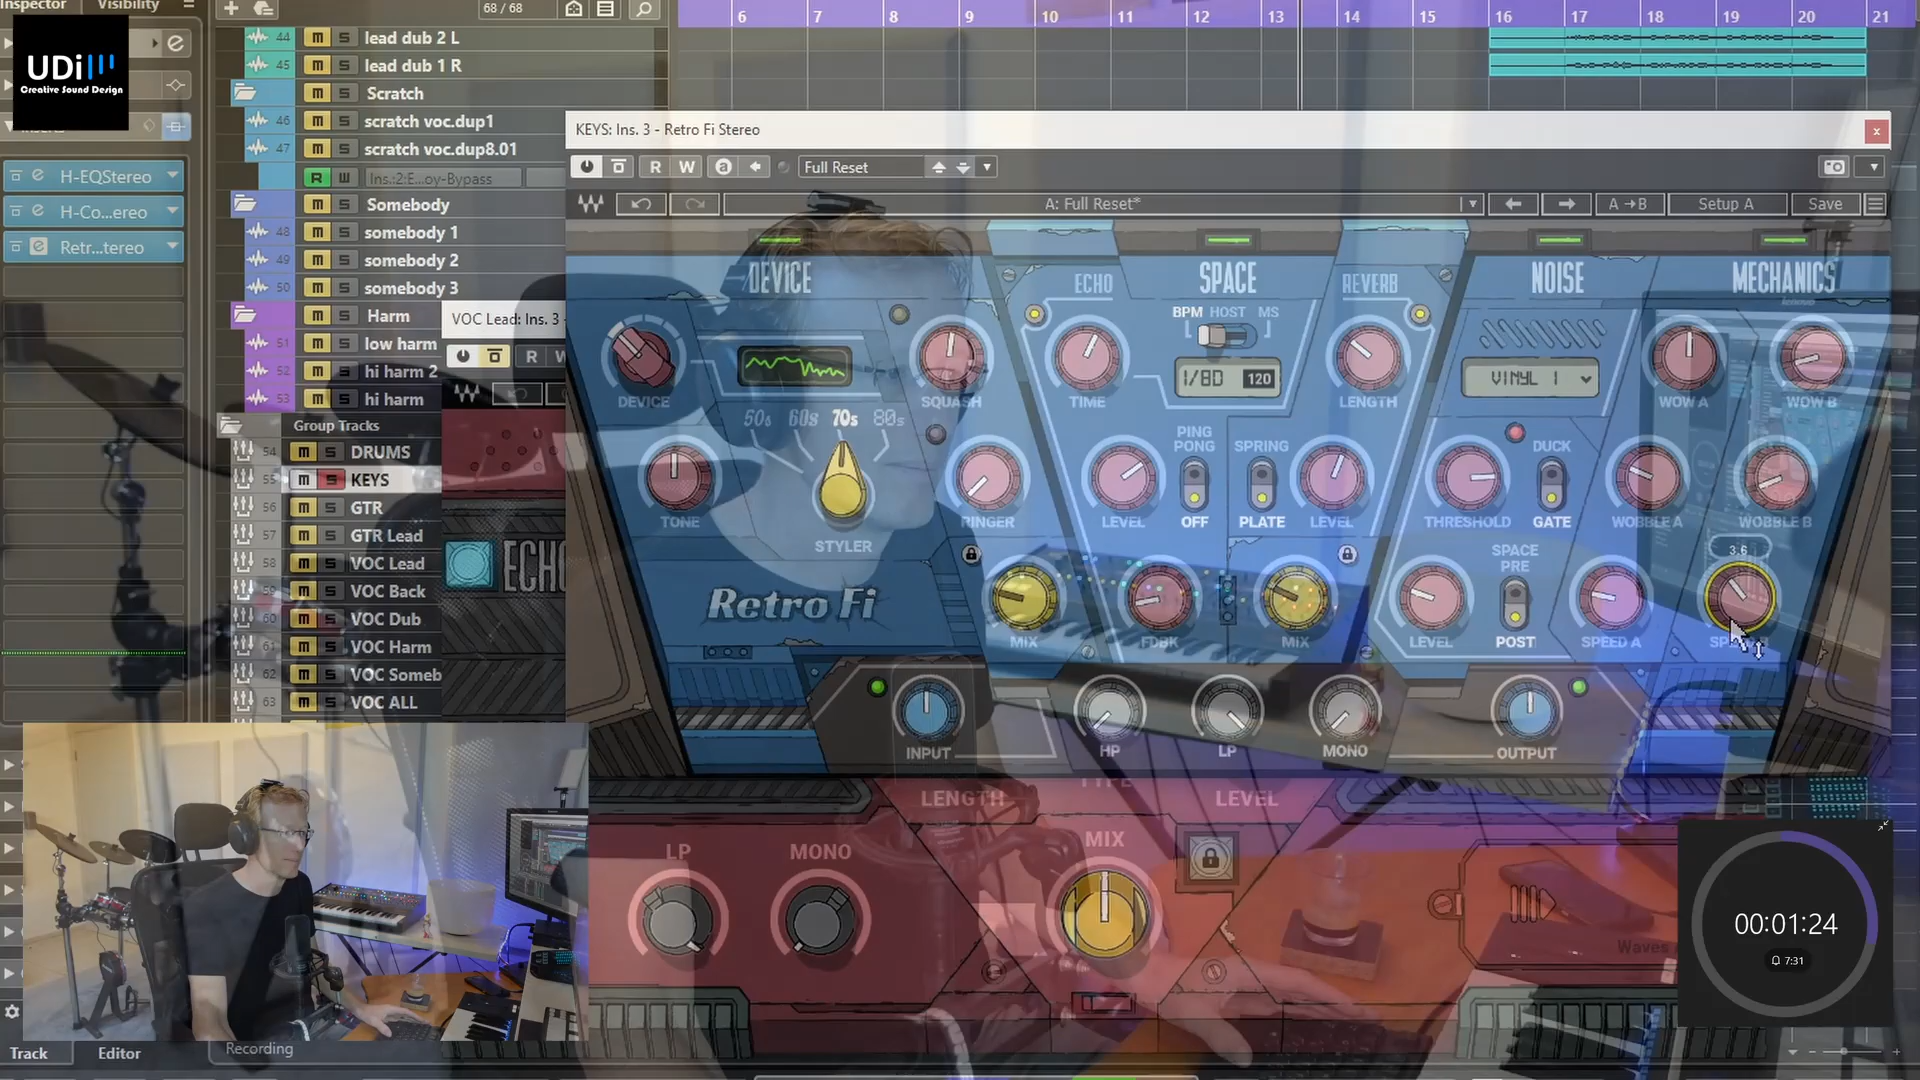 Inspector
Visibility
68 / 68
6 7 8 9 10 11 12 13 14 15 16 17 18 19 20 21
UDi
Creative Sound Design
Inserts
H-EQStereo
H-Co...ereo
Retr...tereo
44 M S lead dub 2 L
45 M S lead dub 1 R
M S Scratch
46 M S scratch voc.dup1
47 M S scratch voc.dup8.01
R W Ins.:2:E...oy-Bypass
M S Somebody
48 M S somebody 1
49 M S somebody 2
50 M S somebody 3
M S Harm
51 M S low harm
52 M S hi harm 2
53 M S hi harm
Group Tracks
54 M S DRUMS
55 M S KEYS
56 M S GTR
57 M S GTR Lead
58 M S VOC Lead
59 M S VOC Back
60 M S VOC Dub
61 M S VOC Harm
62 M S VOC Someb
63 M S VOC ALL
VOC Lead: Ins. 3 -
R W
ECHO
KEYS: Ins. 3 - Retro Fi Stereo
R W a Full Reset
A: Full Reset*
A→B
Setup A
Save
DEVICE
ECHO
SPACE
REVERB
NOISE
MECHANICS
BPM HOST MS
1/8D 120
VINYL 1
DEVICE
SQUASH
TIME
LENGTH
WOW A
WOW B
50s 60s 70s 80s
PING PONG
SPRING
DUCK
TONE
STYLER
RINGER
LEVEL
OFF
PLATE
LEVEL
THRESHOLD
GATE
WOBBLE A
WOBBLE B
3.6
SPACE PRE
Retro Fi
MIX
FDBK
MIX
LEVEL
POST
SPEED A
INPUT
HP
LP
MONO
OUTPUT
LENGTH
TYPE
LEVEL
LP
MONO
MIX
Waves
00:01:24
7:31
Track
Editor
Recording